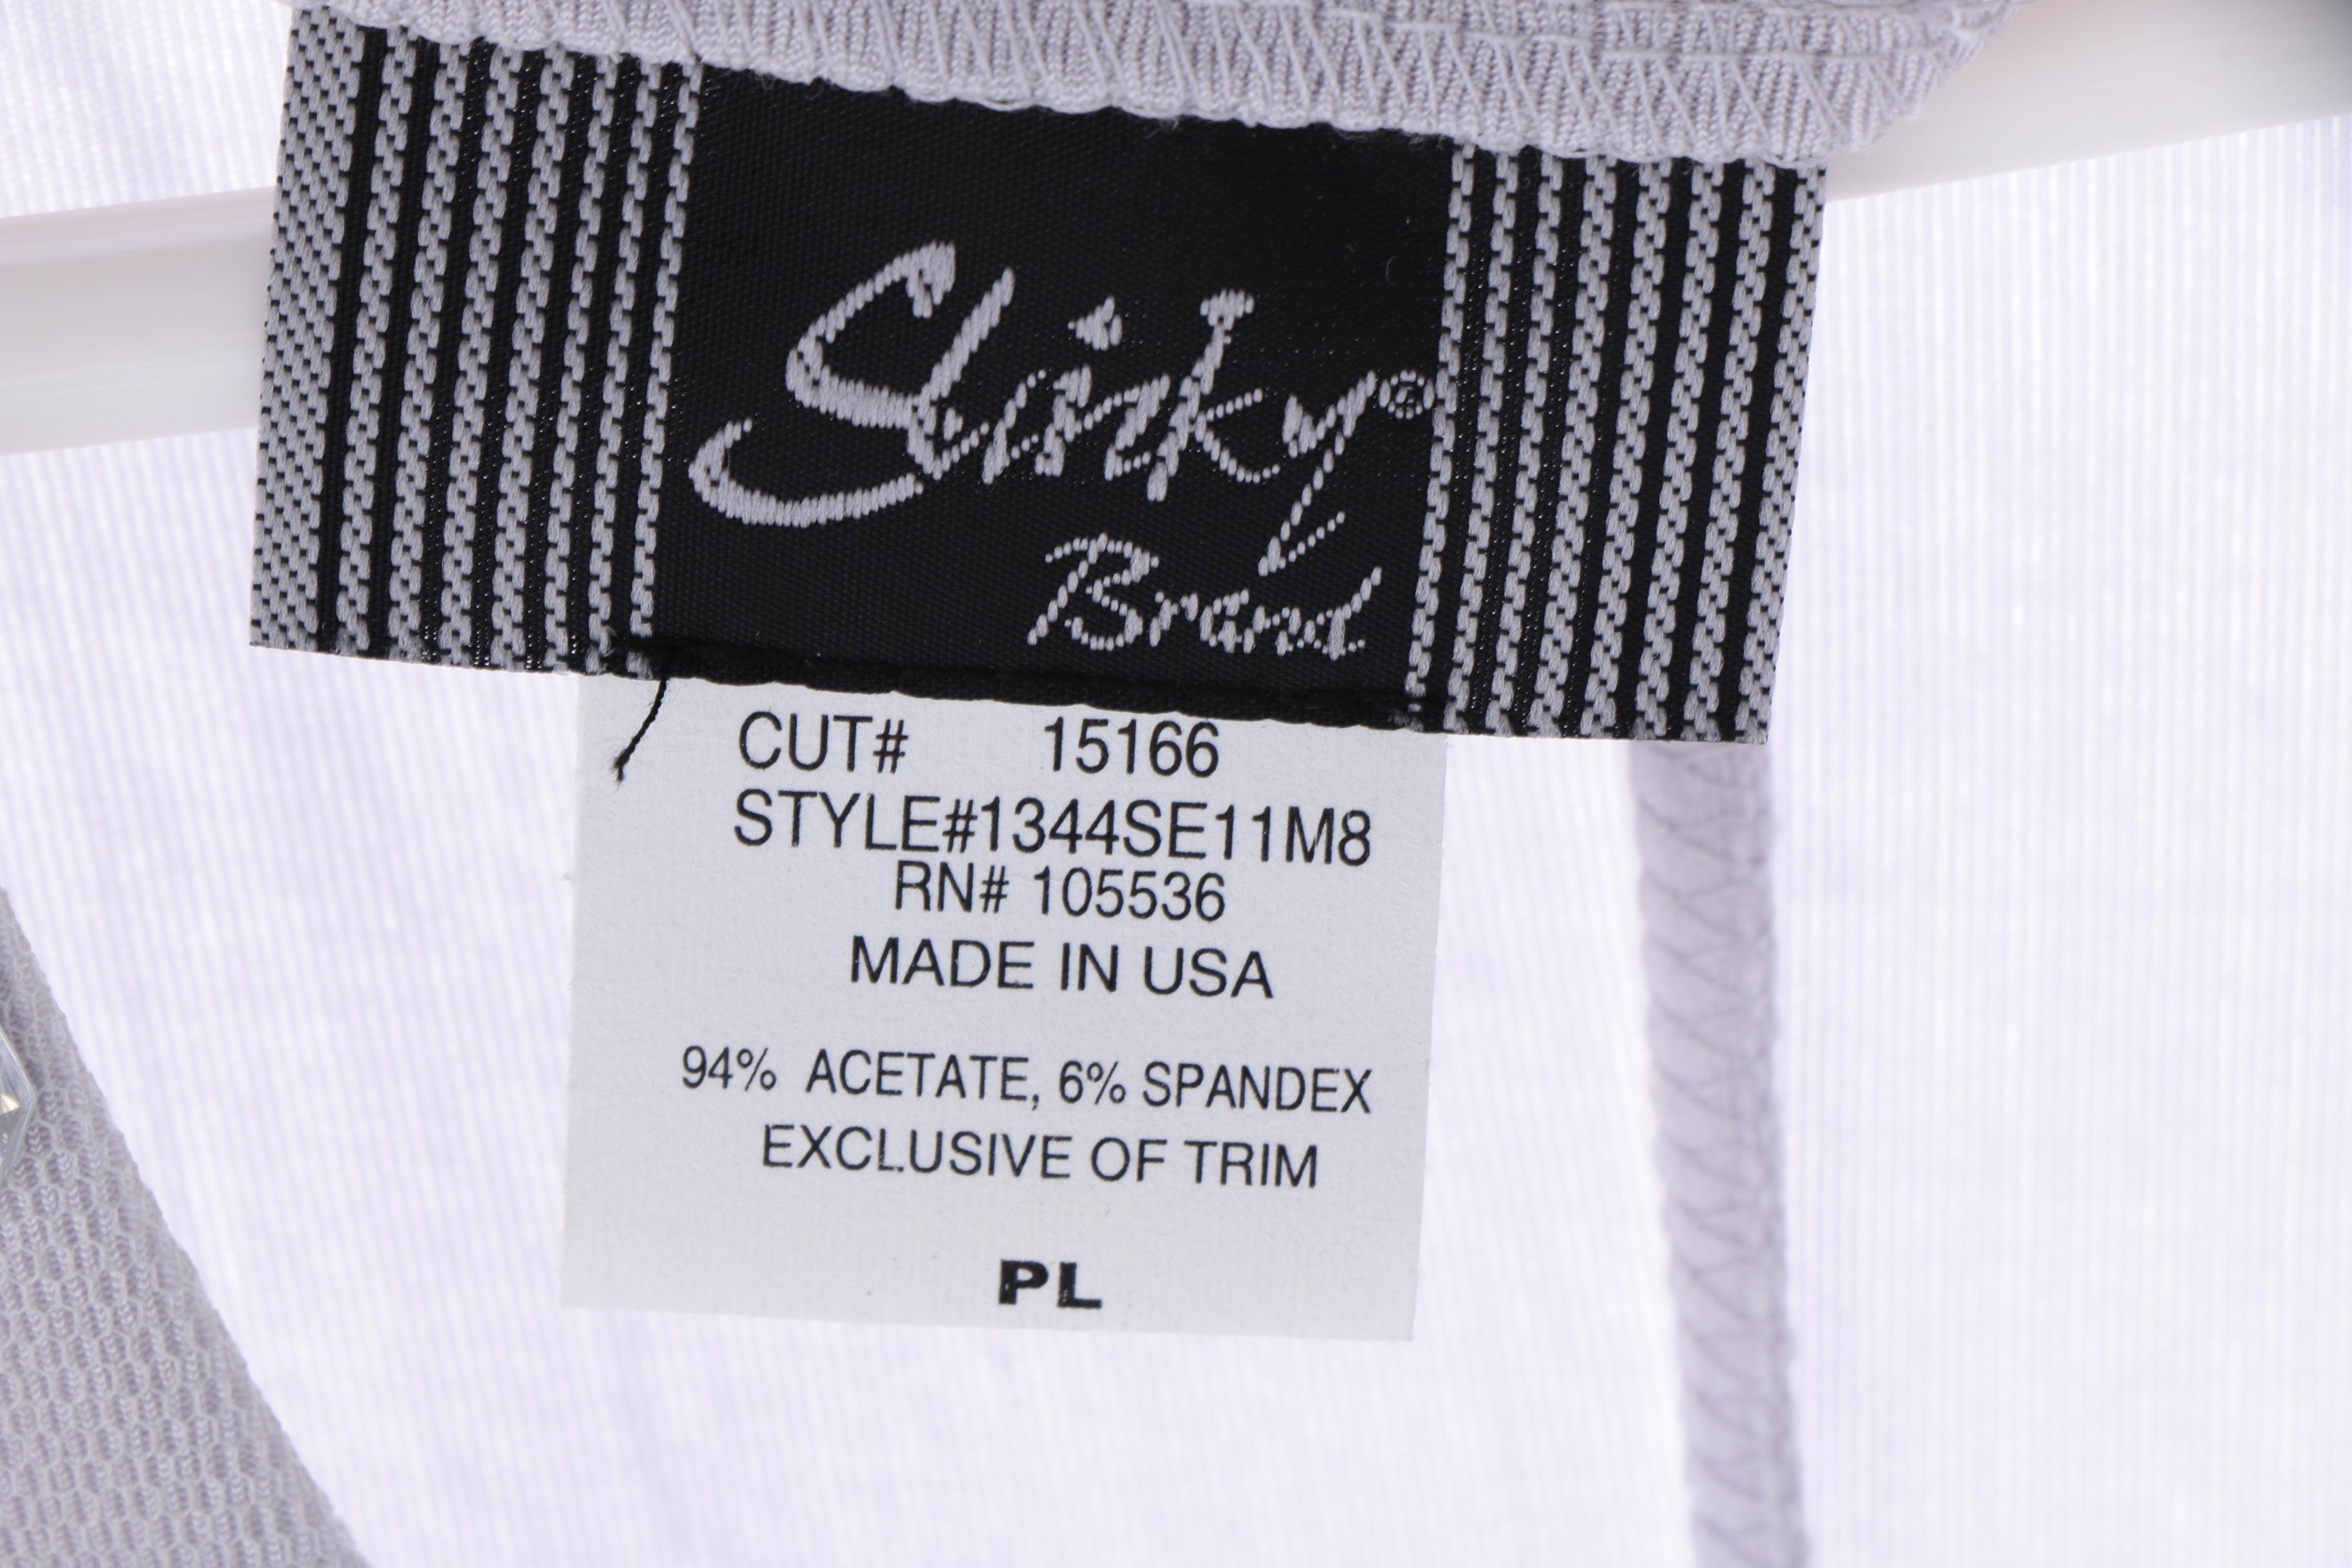 Slinky®
Brand
CUT# 15166
STYLE#1344SE11M8
RN# 105536
MADE IN USA
94% ACETATE, 6% SPANDEX
EXCLUSIVE OF TRIM
PL